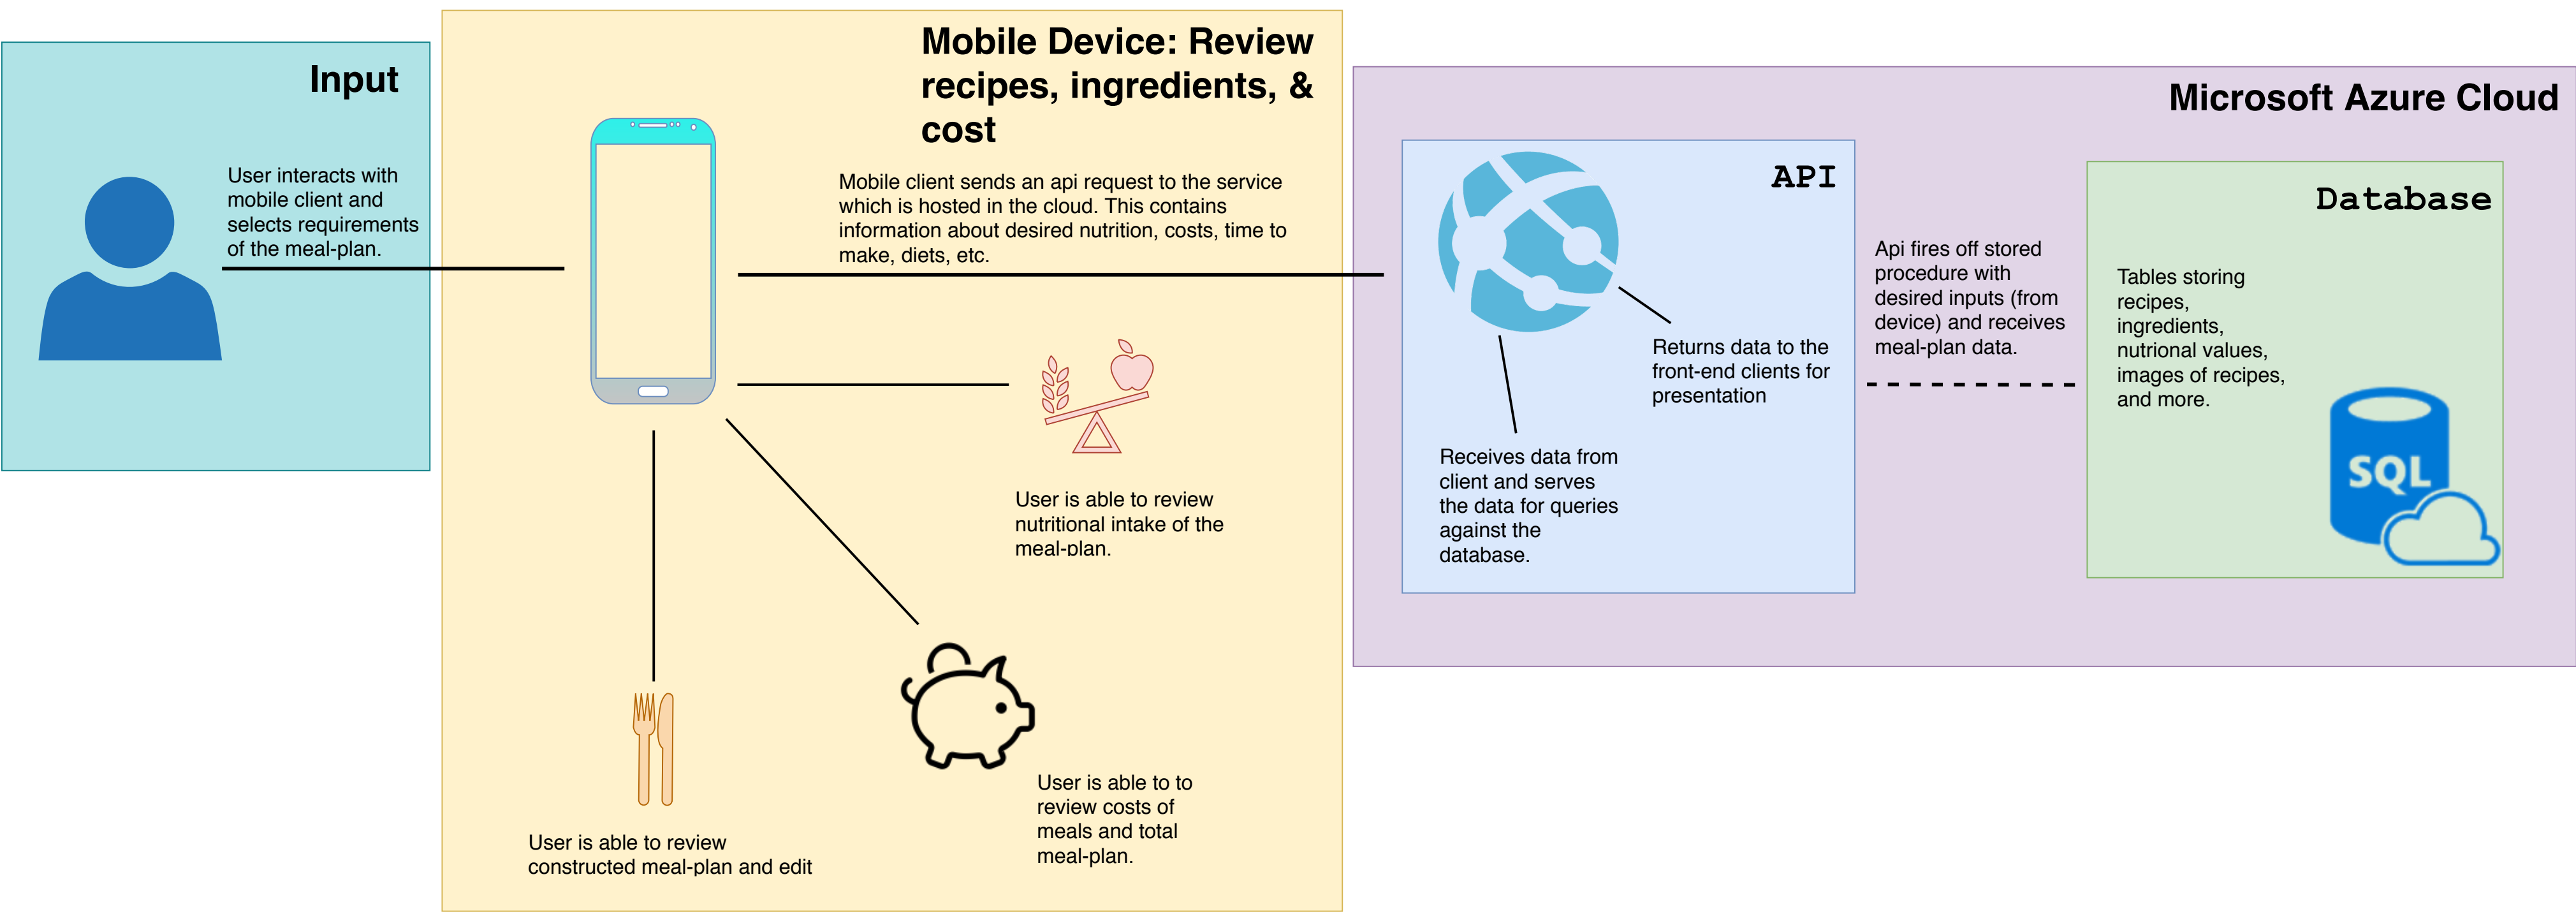 Input
User interacts with
mobile client and
selects requirements
of the meal-plan.
Mobile Device: Review
recipes, ingredients, &
cost
Mobile client sends an api request to the service
which is hosted in the cloud. This contains
information about desired nutrition, costs, time to
make, diets, etc.
User is able to review
nutritional intake of the
meal-plan.
User is able to to
review costs of
meals and total
meal-plan.
User is able to review
constructed meal-plan and edit
Microsoft Azure Cloud
API
Returns data to the
front-end clients for
presentation
Receives data from
client and serves
the data for queries
against the
database.
Api fires off stored
procedure with
desired inputs (from
device) and receives
meal-plan data.
Database
Tables storing
recipes,
ingredients,
nutrional values,
images of recipes,
and more.
SQL